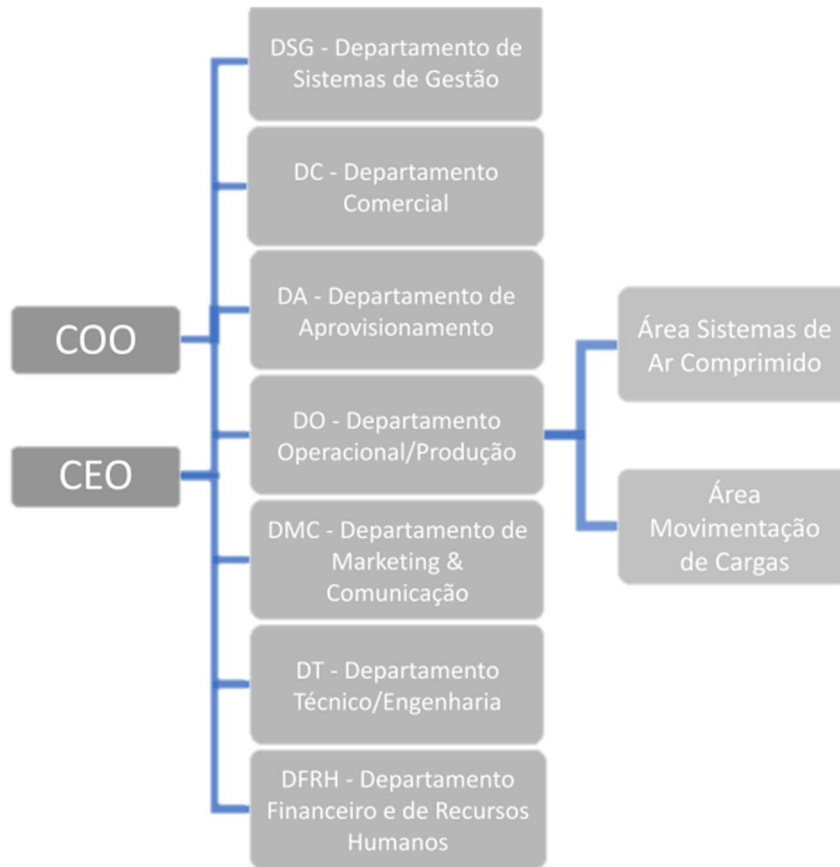 DSG - Departamento de
Sistemas de Gestão
DC - Departamento
Comercial
DA - Departamento de
Aprovisionamento
COO
DO - Departamento
Operacional/Produção
CEO
DMC - Departamento de
Marketing &
Comunicação
DT - Departamento
Técnico/Engenharia
DFRH - Departamento
Financeiro e de Recursos
Humanos
Área Sistemas de
Ar Comprimido
Área
Movimentação
de Cargas